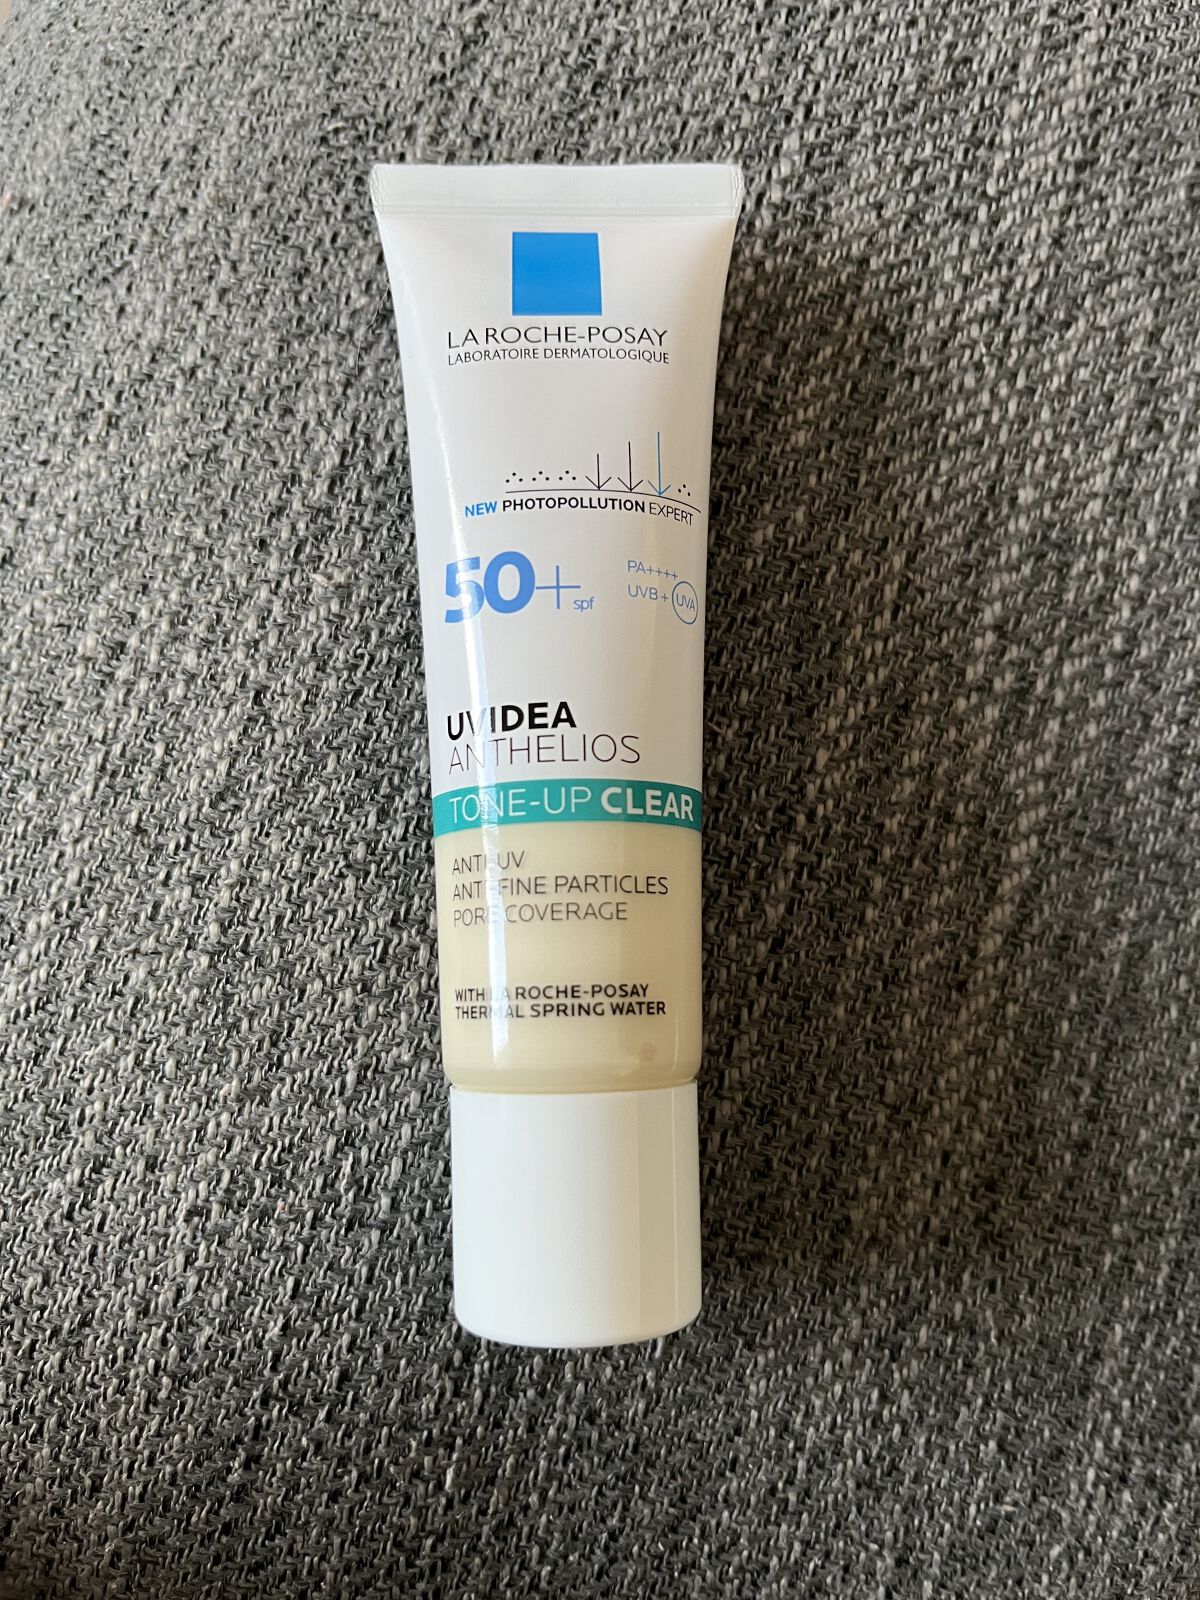 LA ROCHE-POSAY
LABORATOIRE DERMATOLOGIQUE
NEW PHOTOPOLLUTION EXPERT
50+ spf
PA++++
UVB + UVA
UVIDEA
ANTHELIOS
TONE-UP CLEAR
ANTI-UV
ANTI-FINE PARTICLES
PORE COVERAGE
WITH LA ROCHE-POSAY
THERMAL SPRING WATER